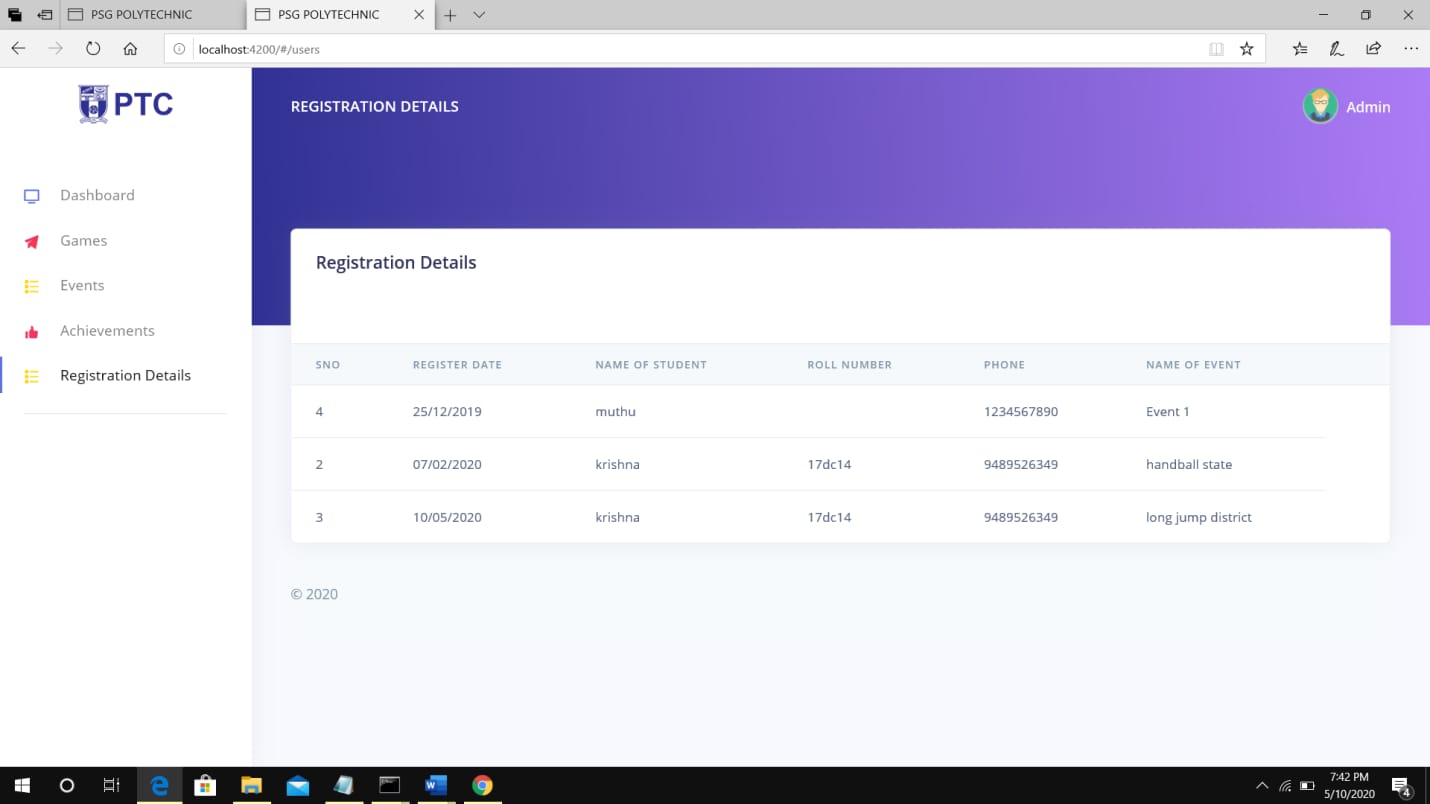 PSG POLYTECHNIC
PSG POLYTECHNIC
localhost:4200/#/users
PTC
REGISTRATION DETAILS
Admin
Dashboard
Games
Events
Achievements
Registration Details
Registration Details
SNO REGISTER DATE NAME OF STUDENT ROLL NUMBER PHONE NAME OF EVENT
4 25/12/2019 muthu 1234567890 Event 1
2 07/02/2020 krishna 17dc14 9489526349 handball state
3 10/05/2020 krishna 17dc14 9489526349 long jump district
© 2020
7:42 PM
5/10/2020
4